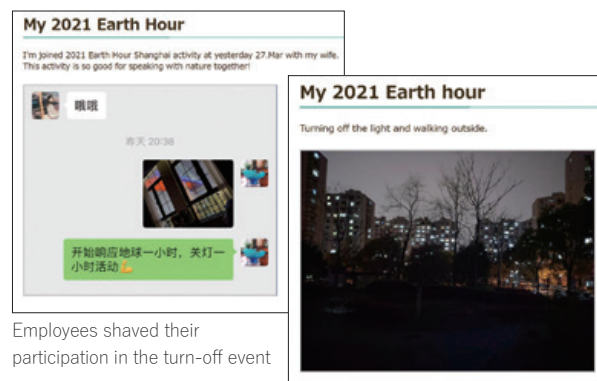 My 2021 Earth Hour
I'm joined 2021 Earth Hour Shanghai activity at yesterday 27.Mar with my wife.
This activity is so good for speaking with nature together!
哦哦
昨天 20:38
开始响应地球一小时，关灯一
小时活动💪
Employees shaved their
participation in the turn-off event
My 2021 Earth hour
Turning off the light and walking outside.